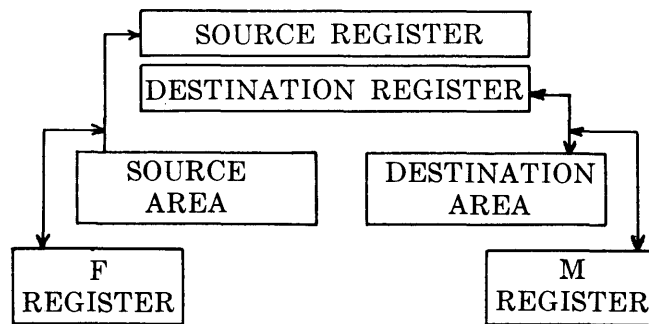 SOURCE REGISTER
DESTINATION REGISTER
SOURCE
AREA
DESTINATION
AREA
F
REGISTER
M
REGISTER